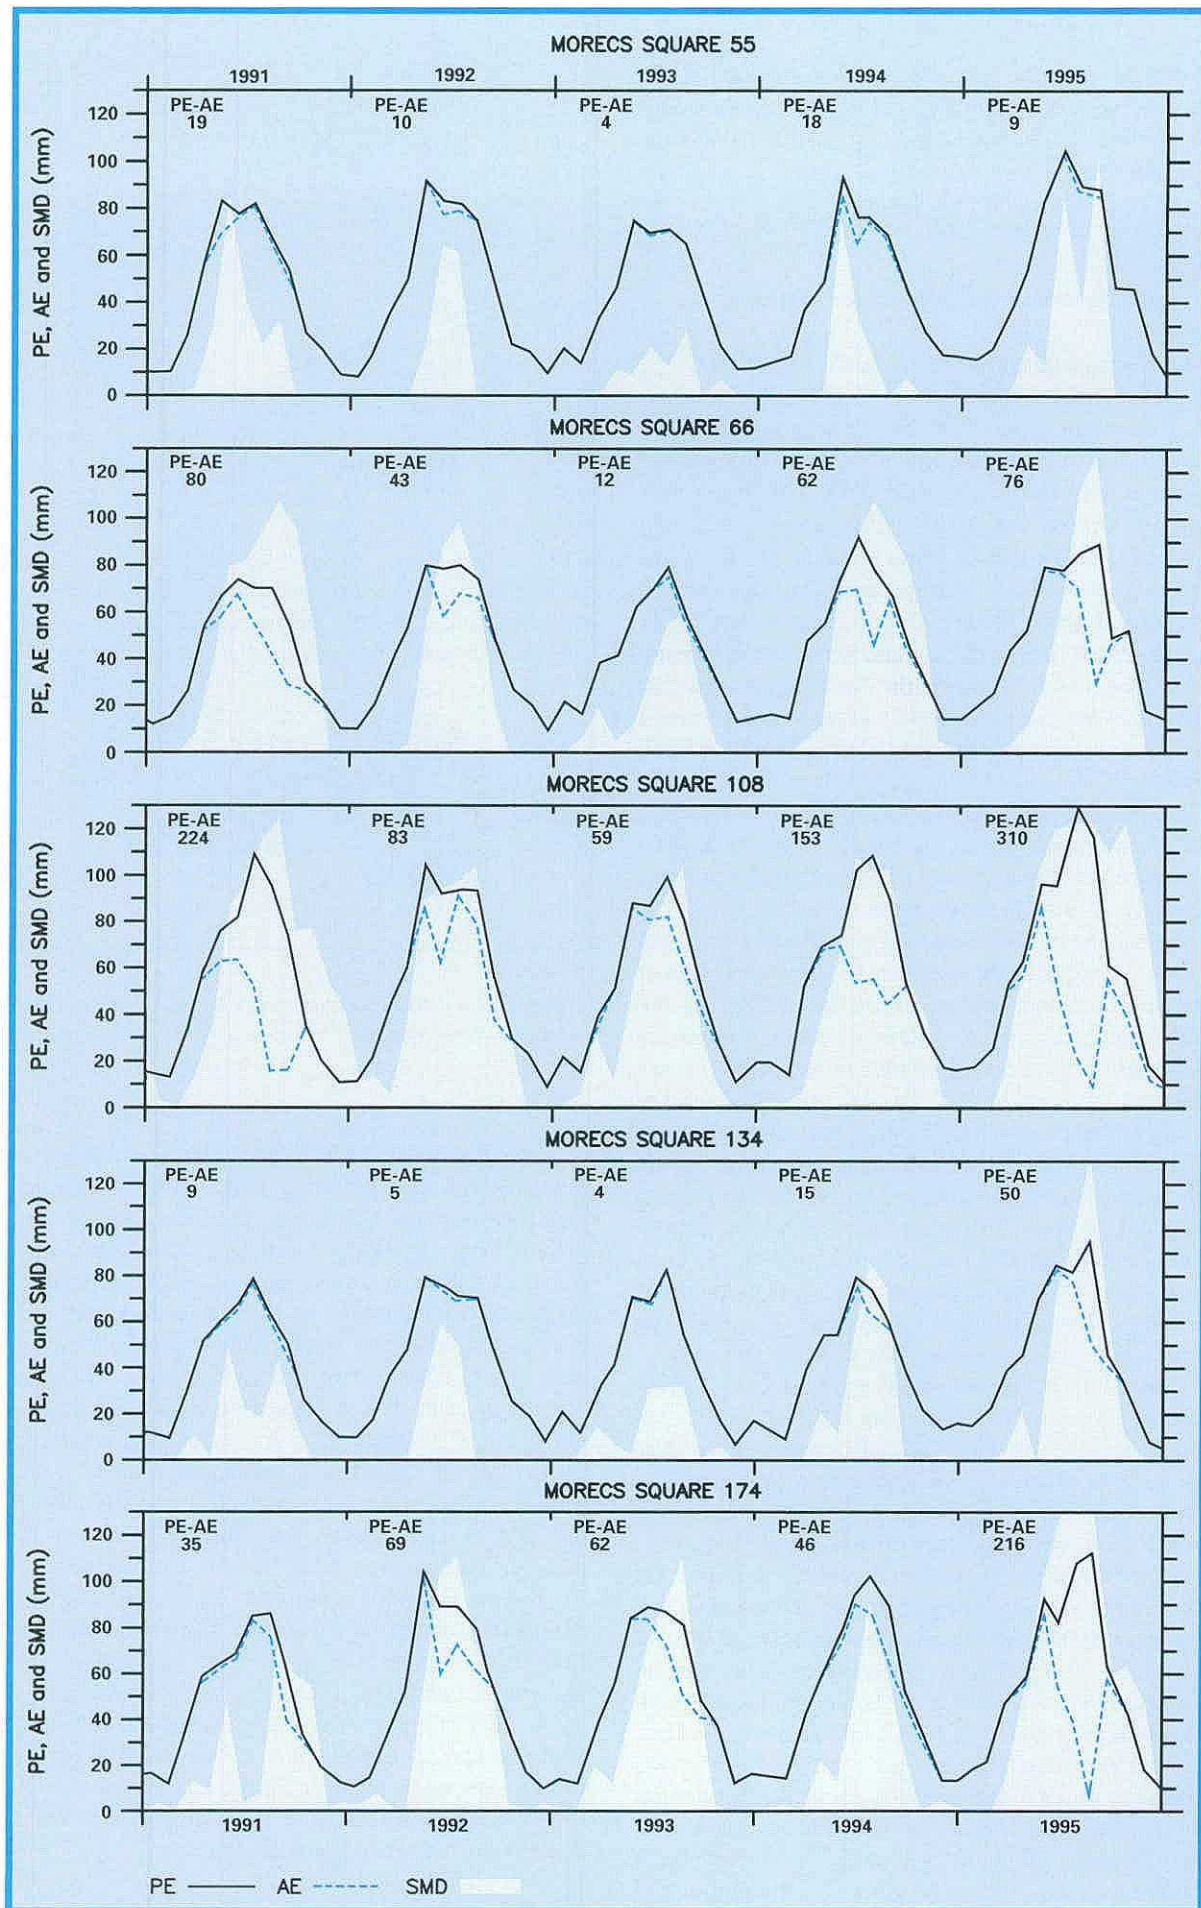 MORECS SQUARE 55
1991 1992 1993 1994 1995
PE-AE PE-AE PE-AE PE-AE PE-AE
19 10 4 18 9
PE, AE and SMD (mm)
120
100
80
60
40
20
0
MORECS SQUARE 66
PE-AE PE-AE PE-AE PE-AE PE-AE
80 43 12 62 76
PE, AE and SMD (mm)
120
100
80
60
40
20
0
MORECS SQUARE 108
PE-AE PE-AE PE-AE PE-AE PE-AE
224 83 59 153 310
PE, AE and SMD (mm)
120
100
80
60
40
20
0
MORECS SQUARE 134
PE-AE PE-AE PE-AE PE-AE PE-AE
9 5 4 15 50
PE, AE and SMD (mm)
120
100
80
60
40
20
0
MORECS SQUARE 174
PE-AE PE-AE PE-AE PE-AE PE-AE
35 69 62 46 216
PE, AE and SMD (mm)
120
100
80
60
40
20
0
1991 1992 1993 1994 1995
PE AE SMD